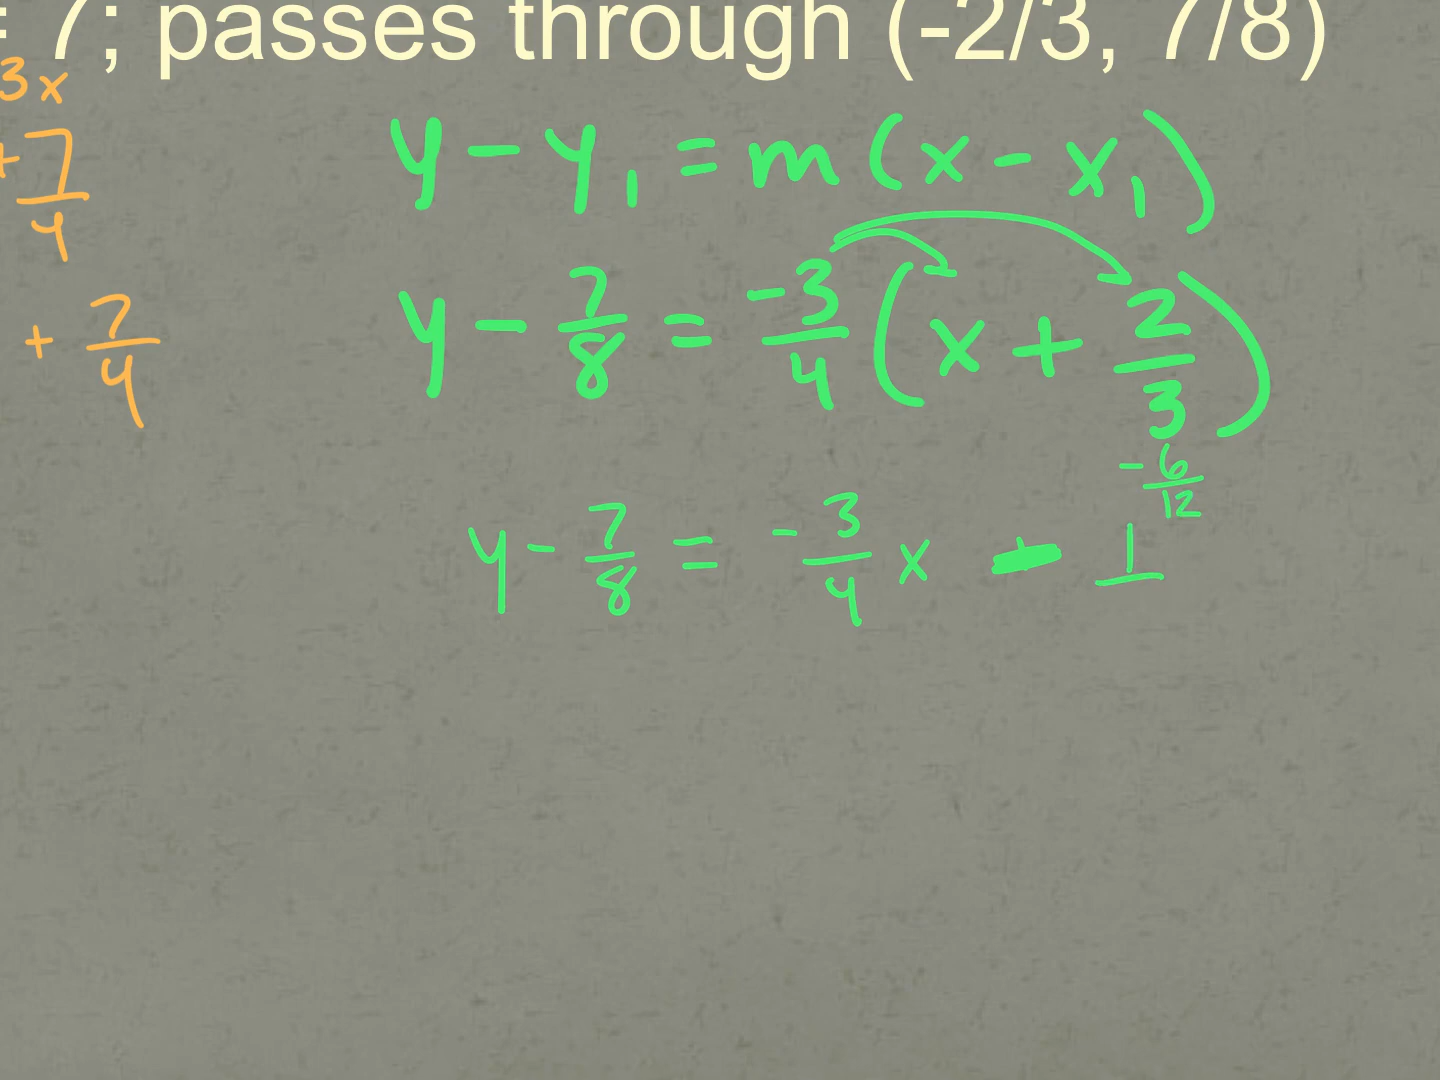 = 7; passes through (-2/3, 7/8)
3x
+ 7/4
+ 7/4
y - y₁ = m(x - x₁)
y - 7/8 = -3/4 (x + 2/3)
- 6/12
y - 7/8 = - 3/4 x - 1